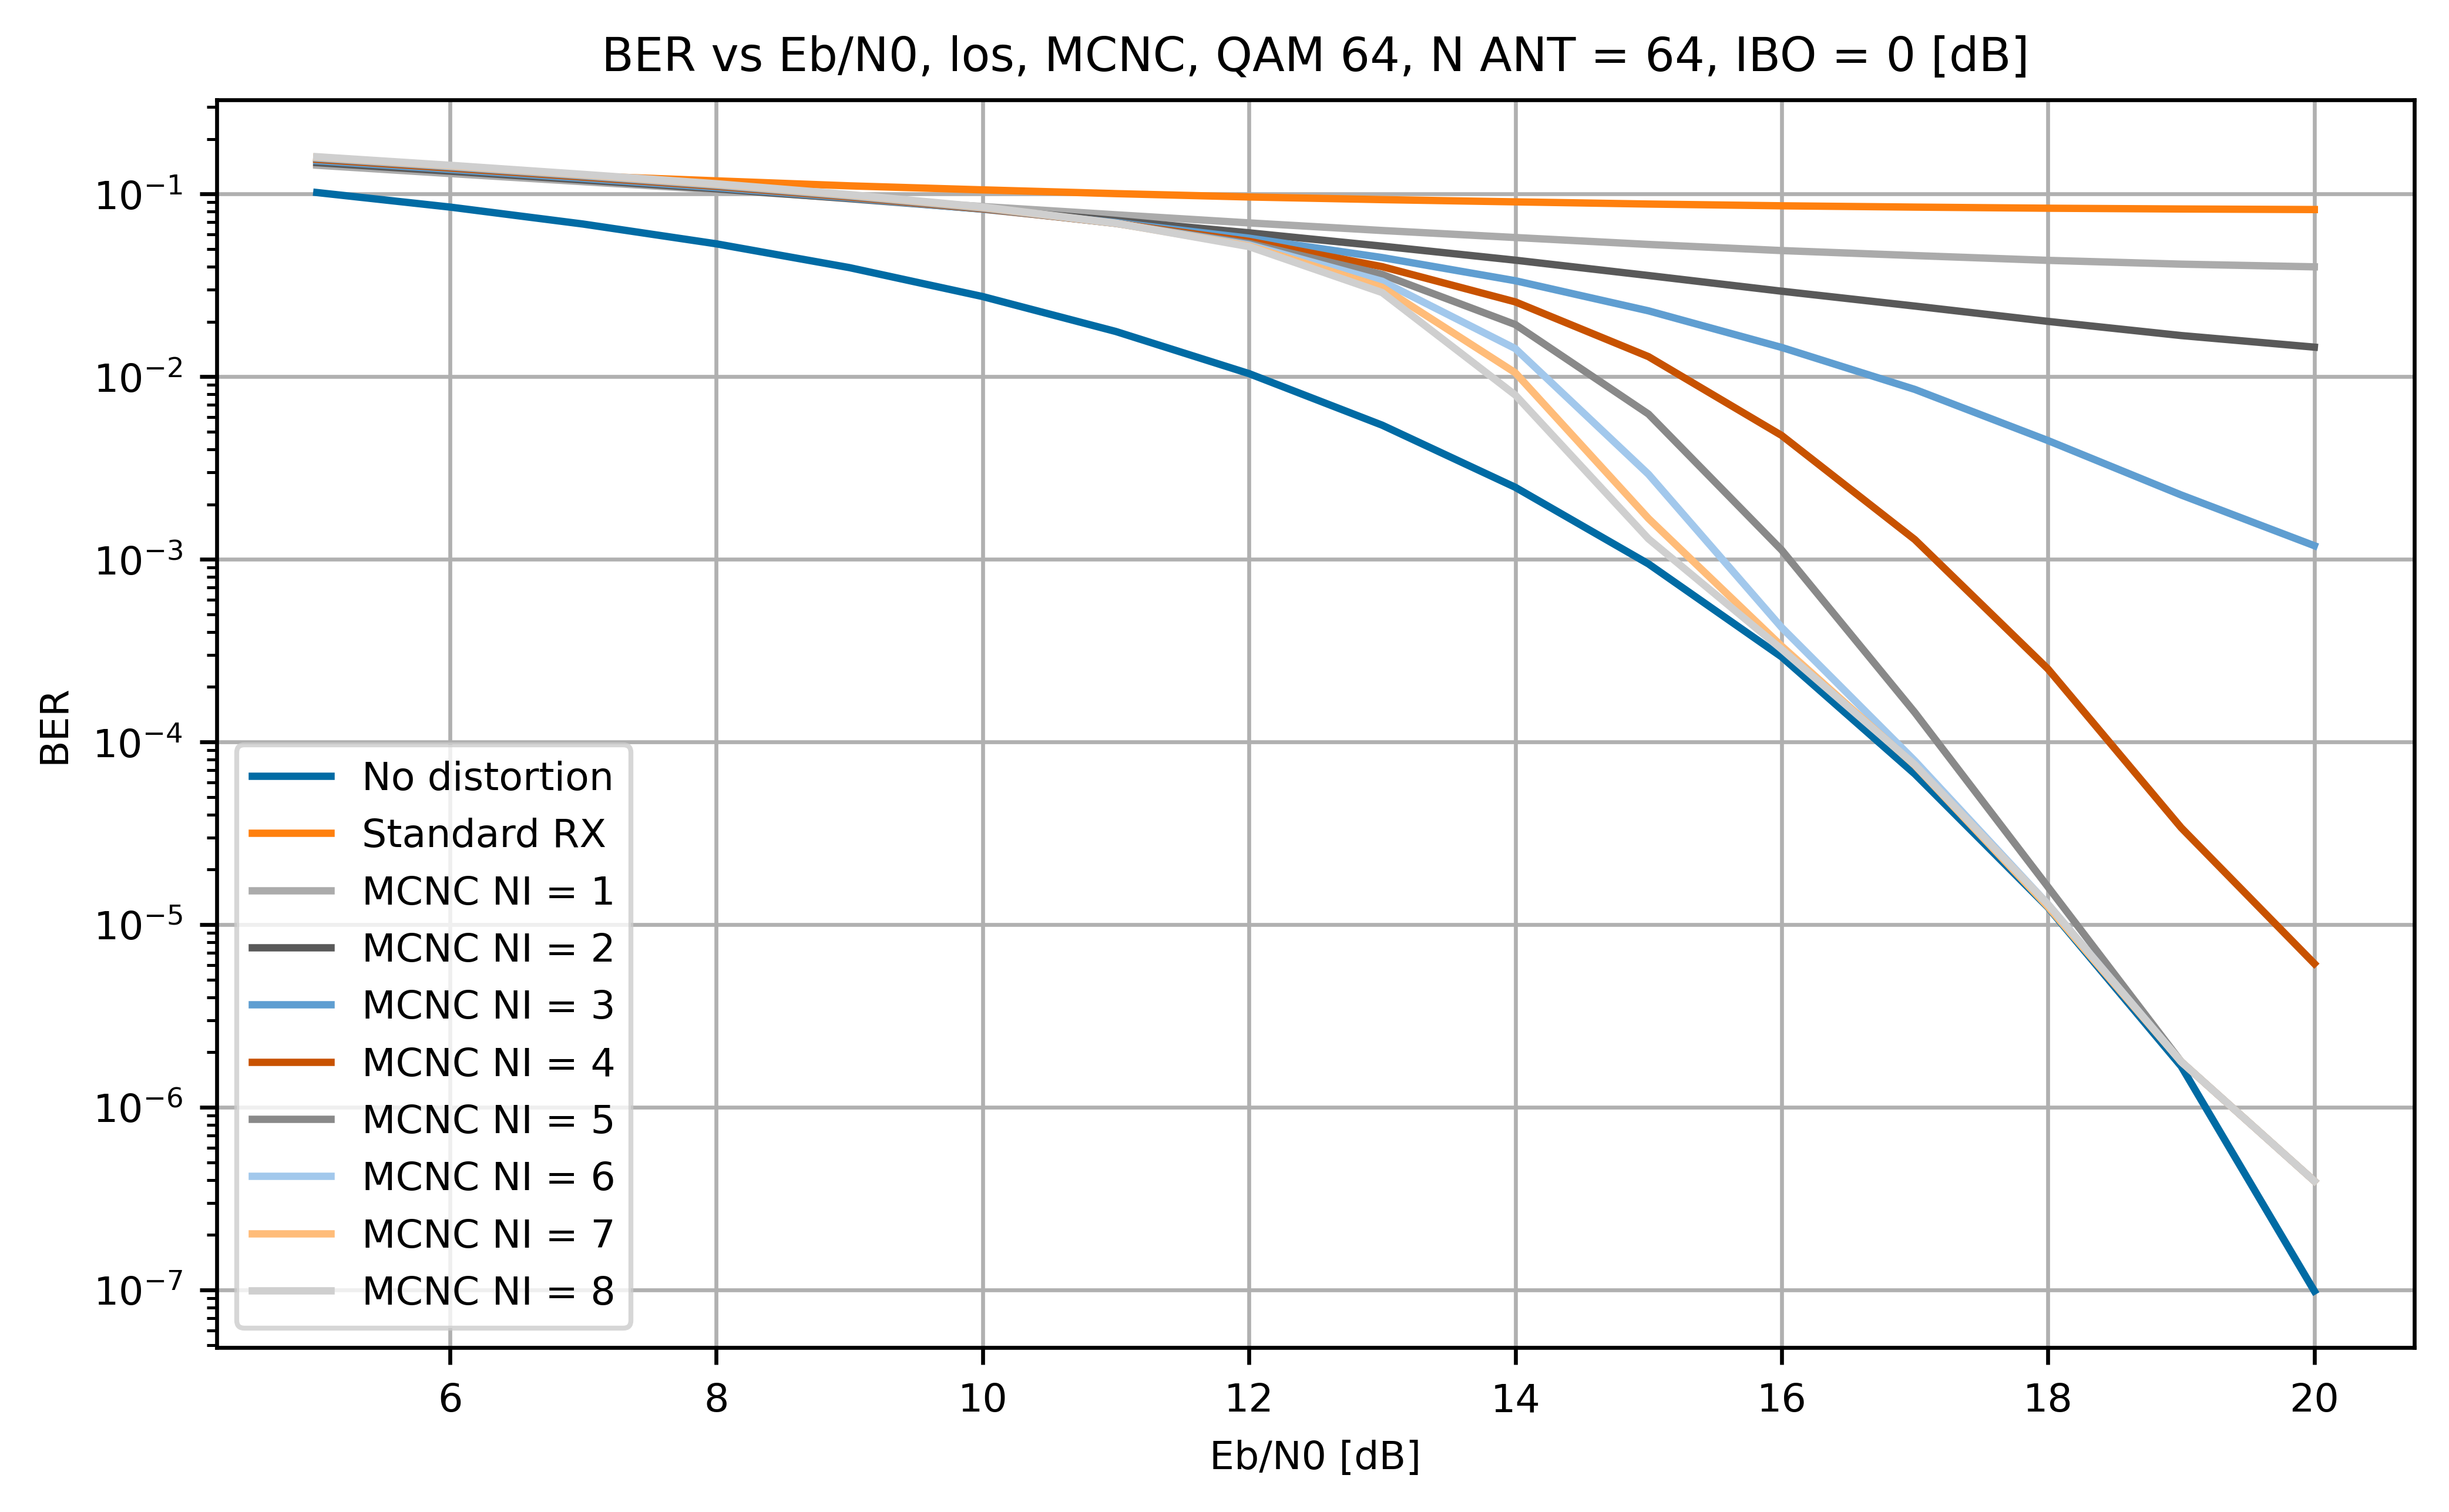 BER vs Eb/N0, los, MCNC, QAM 64, N ANT = 64, IBO = 0 [dB]
BER
10⁻¹
10⁻²
10⁻³
10⁻⁴
10⁻⁵
10⁻⁶
10⁻⁷
No distortion
Standard RX
MCNC NI = 1
MCNC NI = 2
MCNC NI = 3
MCNC NI = 4
MCNC NI = 5
MCNC NI = 6
MCNC NI = 7
MCNC NI = 8
6 8 10 12 14 16 18 20
Eb/N0 [dB]